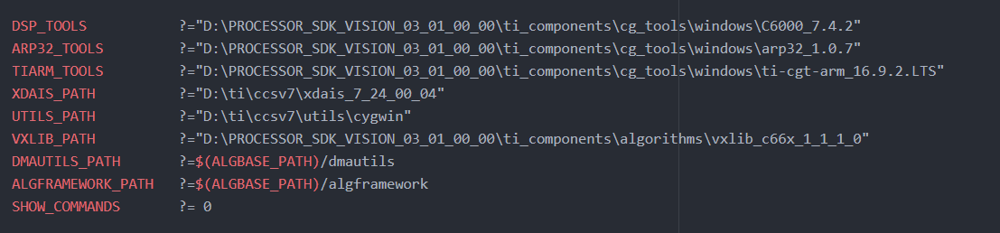 DSP_TOOLS ?="D:\PROCESSOR_SDK_VISION_03_01_00_00\ti_components\cg_tools\windows\C6000_7.4.2"
ARP32_TOOLS ?="D:\PROCESSOR_SDK_VISION_03_01_00_00\ti_components\cg_tools\windows\arp32_1.0.7"
TIARM_TOOLS ?="D:\PROCESSOR_SDK_VISION_03_01_00_00\ti_components\cg_tools\windows\ti-cgt-arm_16.9.2.LTS"
XDAIS_PATH ?="D:\ti\ccsv7\xdais_7_24_00_04"
UTILS_PATH ?="D:\ti\ccsv7\utils\cygwin"
VXLIB_PATH ?="D:\PROCESSOR_SDK_VISION_03_01_00_00\ti_components\algorithms\vxlib_c66x_1_1_1_0"
DMAUTILS_PATH ?=$(ALGBASE_PATH)/dmautils
ALGFRAMEWORK_PATH ?=$(ALGBASE_PATH)/algframework
SHOW_COMMANDS ?= 0